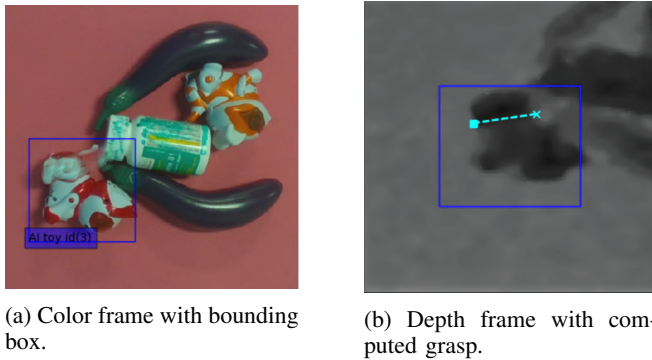 AI toy id(3)
(a) Color frame with bounding
box.
(b) Depth frame with com-
puted grasp.